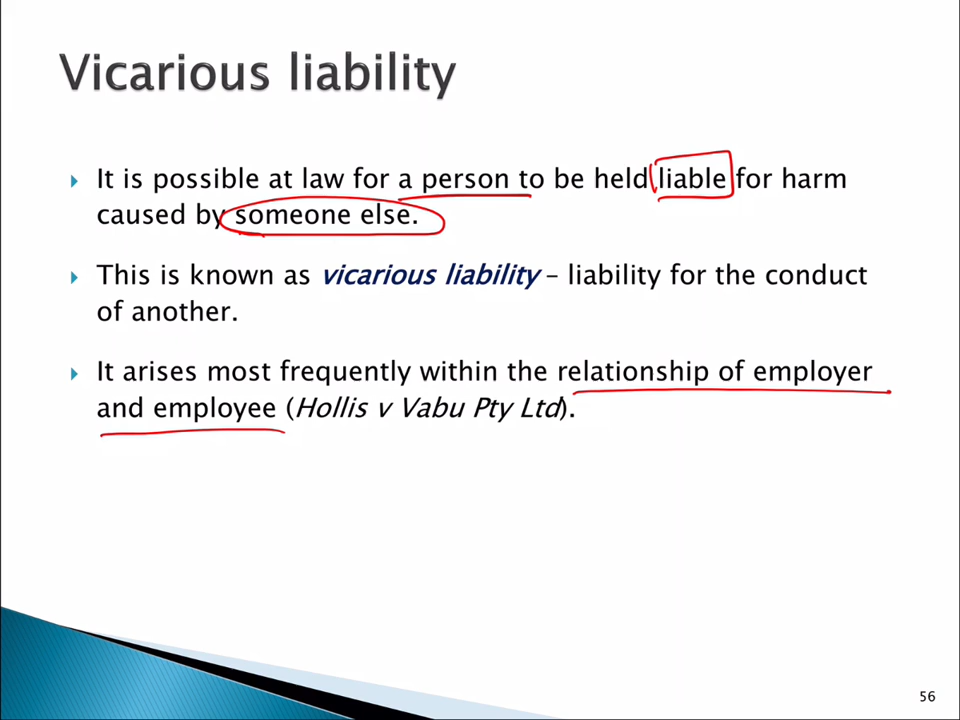 Vicarious liability
It is possible at law for a person to be held liable for harm
caused by someone else.
This is known as vicarious liability – liability for the conduct
of another.
It arises most frequently within the relationship of employer
and employee (Hollis v Vabu Pty Ltd).
56